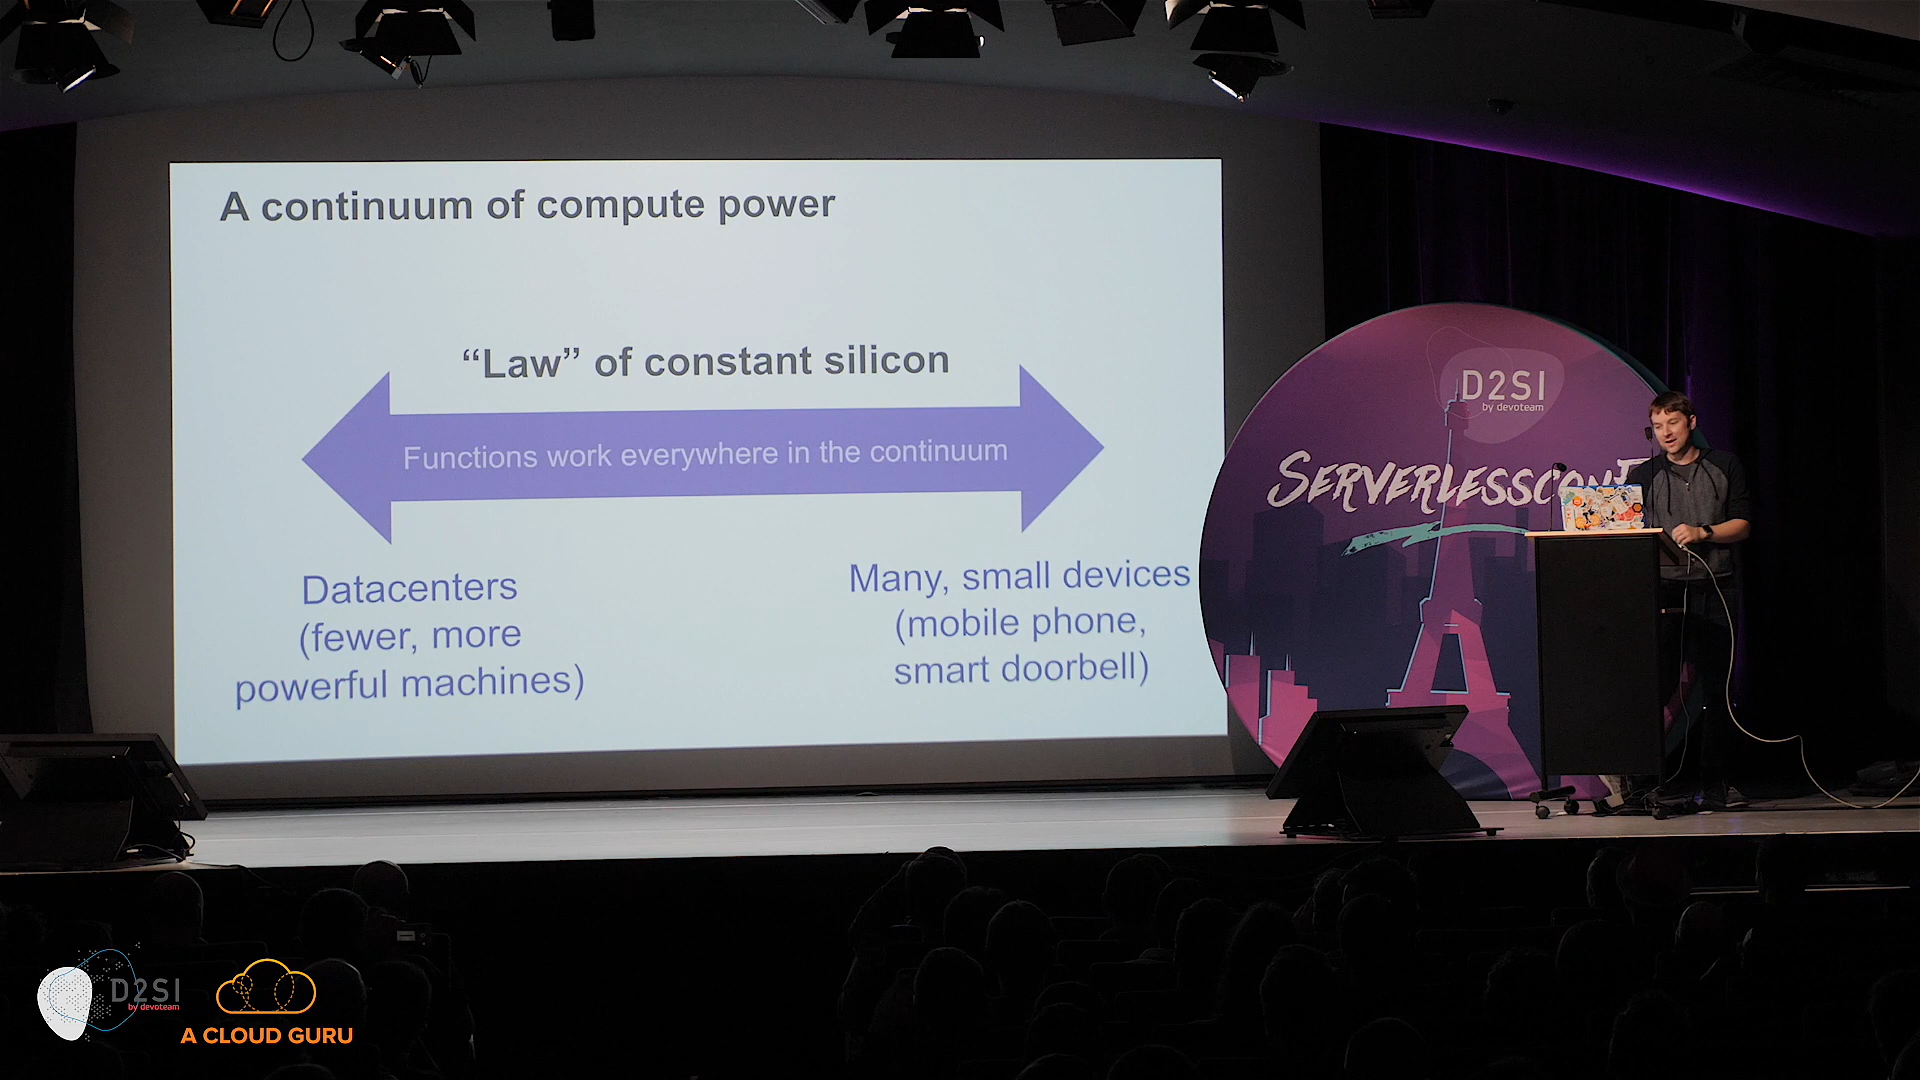 A continuum of compute power
“Law” of constant silicon
Functions work everywhere in the continuum
Datacenters
(fewer, more
powerful machines)
Many, small devices
(mobile phone,
smart doorbell)
D2SI
by devoteam
SERVERLESSCONF
D2SI
by devoteam
A CLOUD GURU